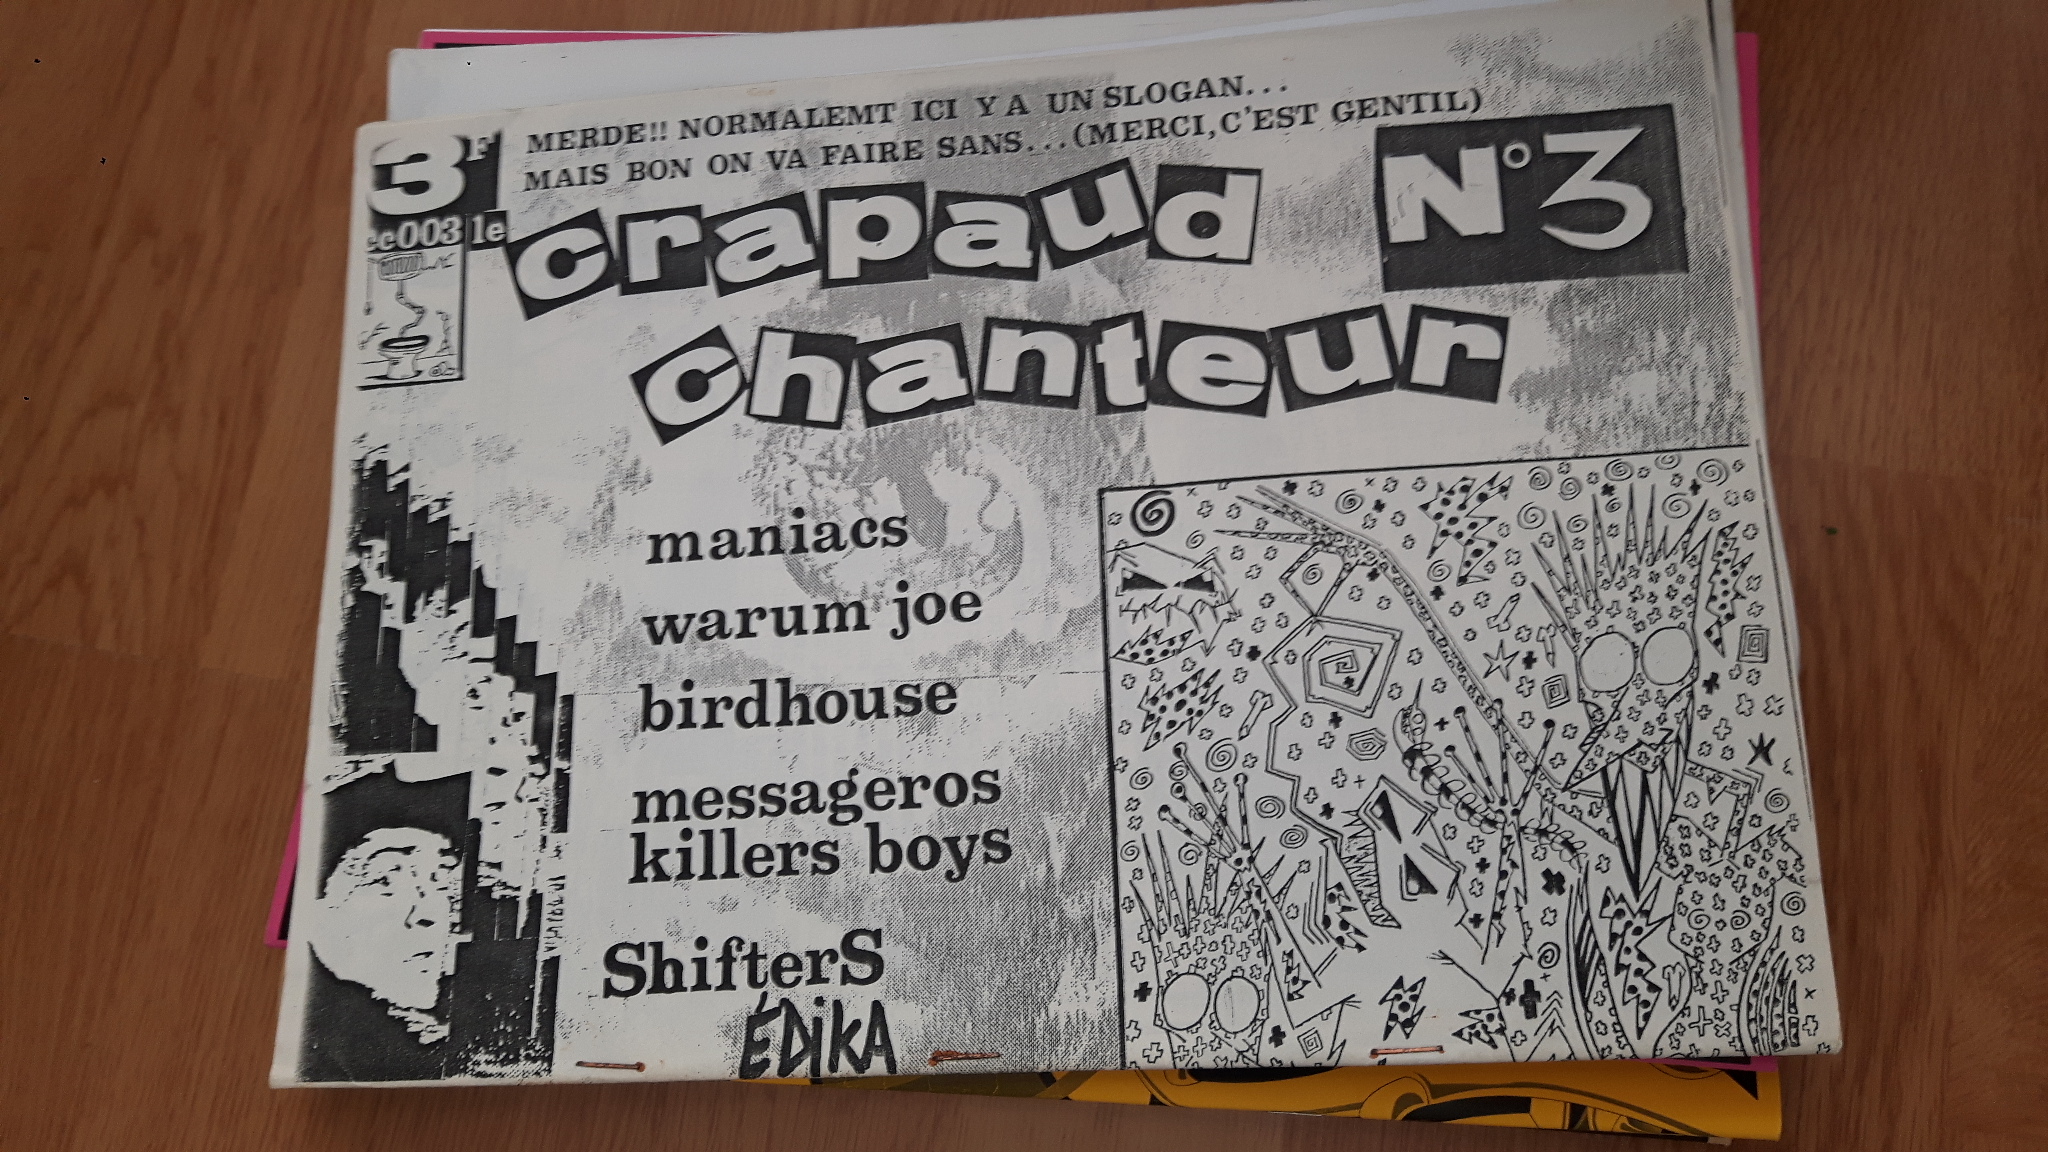 3F
MERDE!! NORMALEMT ICI Y A UN SLOGAN...
MAIS BON ON VA FAIRE SANS...(MERCI,C'EST GENTIL)
cc003 le
crapaud N°3
chanteur
maniacs
warum joe
birdhouse
messageros
killers boys
ShifterS
ÉDiKA